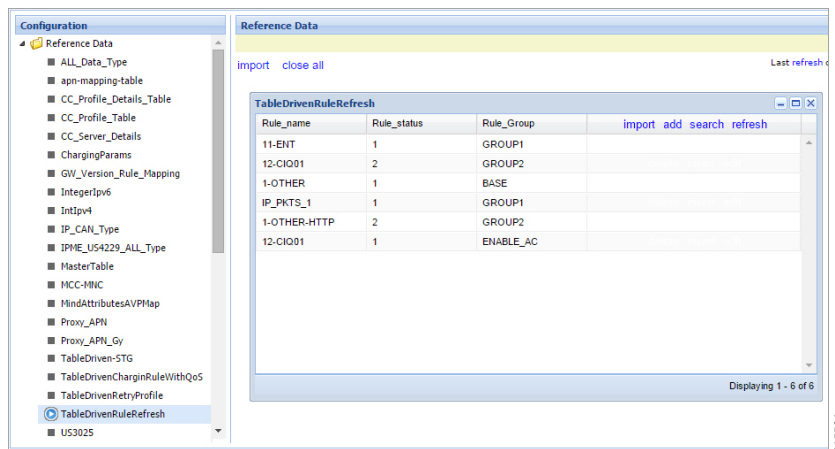 Configuration
Reference Data
ALL_Data_Type
apn-mapping-table
CC_Profile_Details_Table
CC_Profile_Table
CC_Server_Details
ChargingParams
GW_Version_Rule_Mapping
IntegerIpv6
IntIpv4
IP_CAN_Type
IPME_US4229_ALL_Type
MasterTable
MCC-MNC
MindAttributesAVPMap
Proxy_APN
Proxy_APN_Gy
TableDriven-STG
TableDrivenCharginRuleWithQoS
TableDrivenRetryProfile
TableDrivenRuleRefresh
US3025
Reference Data
import close all
Last refresh
TableDrivenRuleRefresh
Rule_name Rule_status Rule_Group import add search refresh
11-ENT 1 GROUP1
12-CIQ01 2 GROUP2
1-OTHER 1 BASE
IP_PKTS_1 1 GROUP1
1-OTHER-HTTP 2 GROUP2
12-CIQ01 1 ENABLE_AC
Displaying 1 - 6 of 6